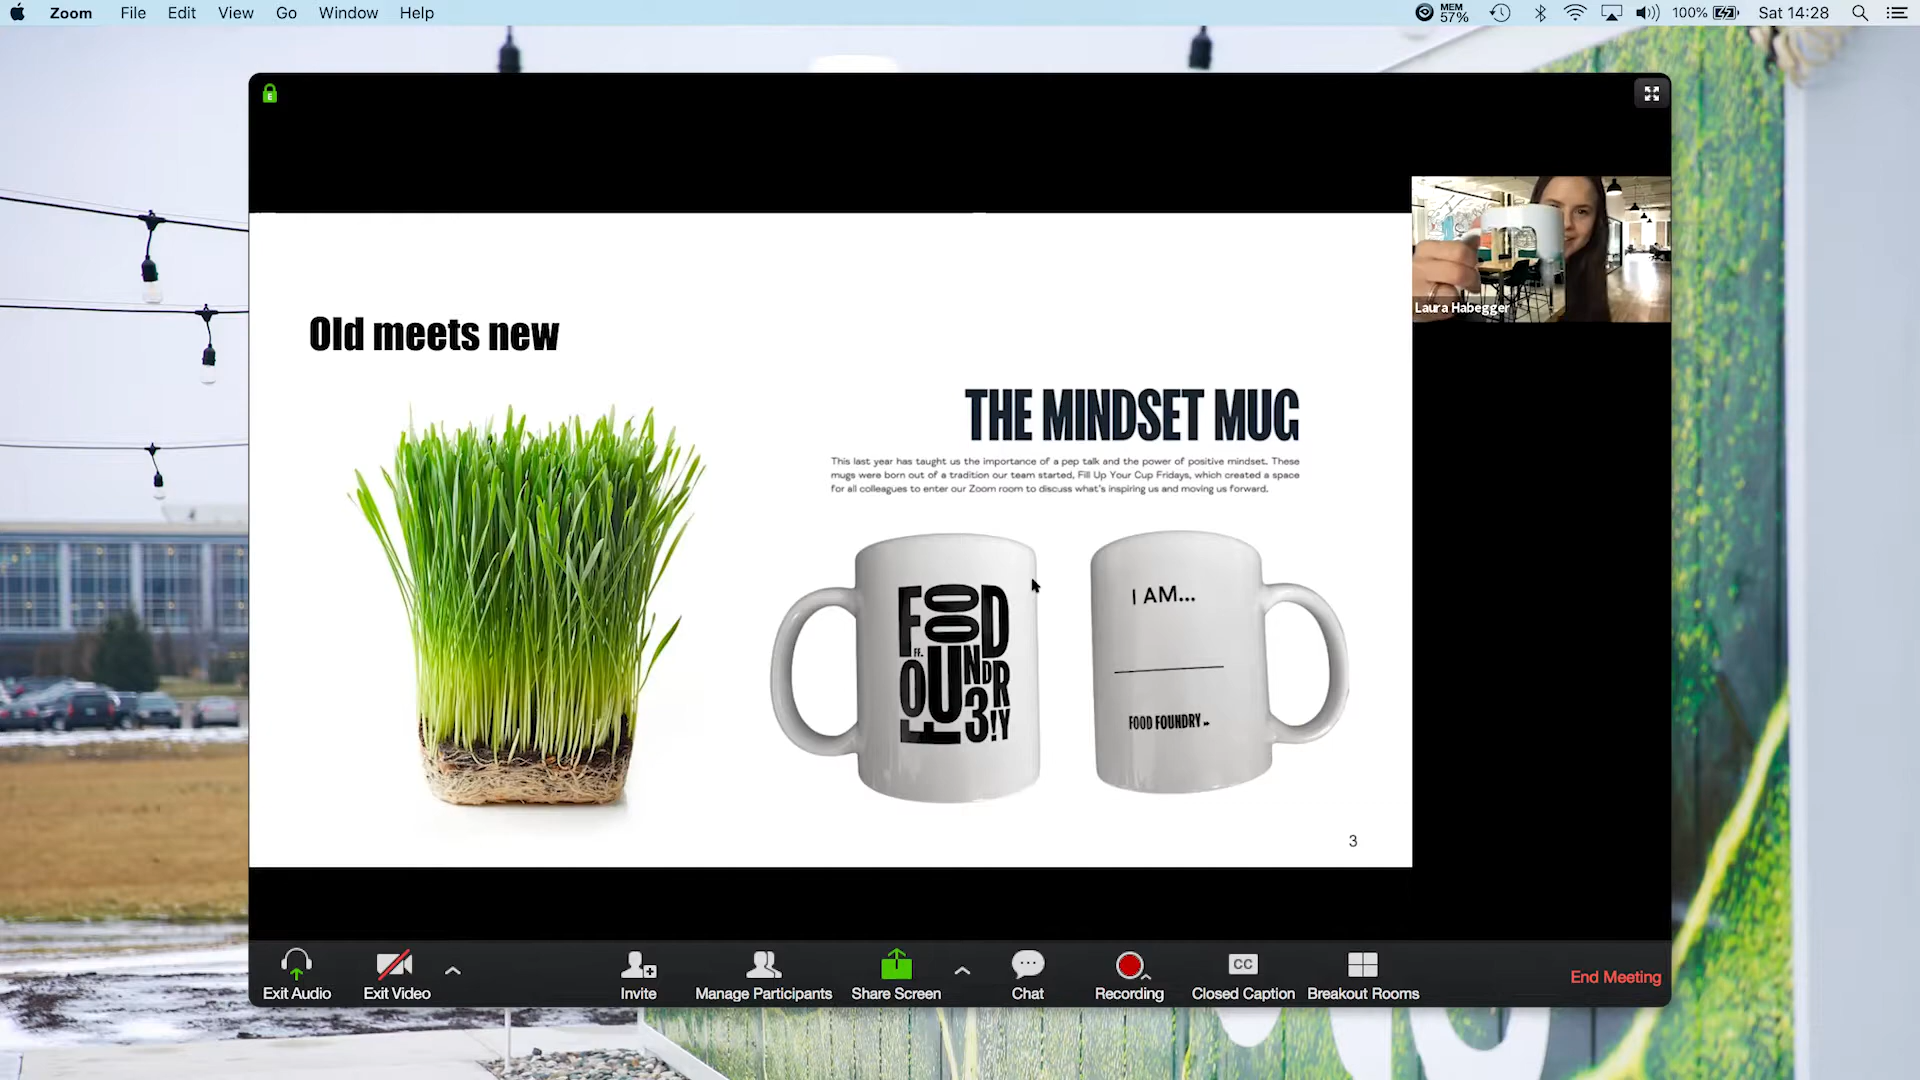 Zoom File Edit View Go Window Help
MEM
57%
100%
Sat 14:28
E
Laura Habegger
Old meets new
THE MINDSET MUG
This last year has taught us the importance of a pep talk and the power of positive mindset. These
mugs were born out of a tradition our team started, Fill Up Your Cup Fridays, which created a space
for all colleagues to enter our Zoom room to discuss what's inspiring us and moving us forward.
FOOD
FF.
OUNDR
F3!Y
I AM...
FOOD FOUNDRY
3
Exit Audio
Exit Video
Invite
Manage Participants
Share Screen
Chat
Recording
CC
Closed Caption
Breakout Rooms
End Meeting